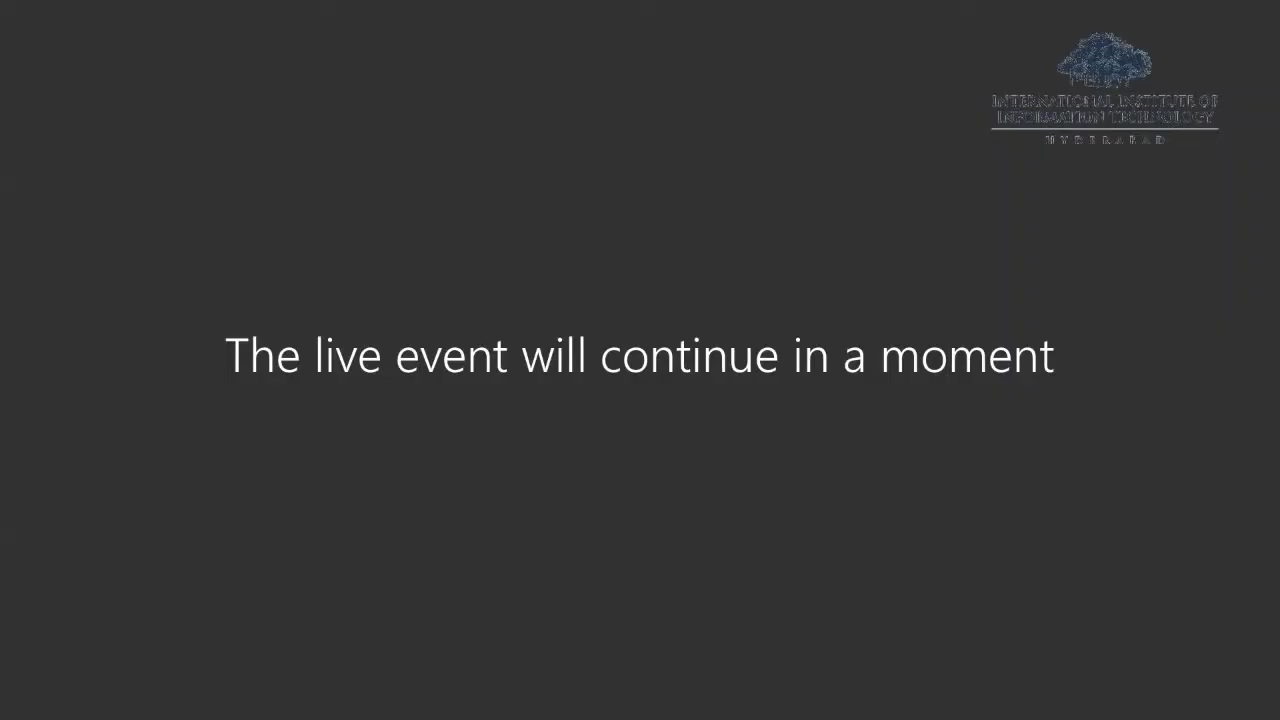 INTERNATIONAL INSTITUTE OF
INFORMATION TECHNOLOGY
HYDERABAD
The live event will continue in a moment